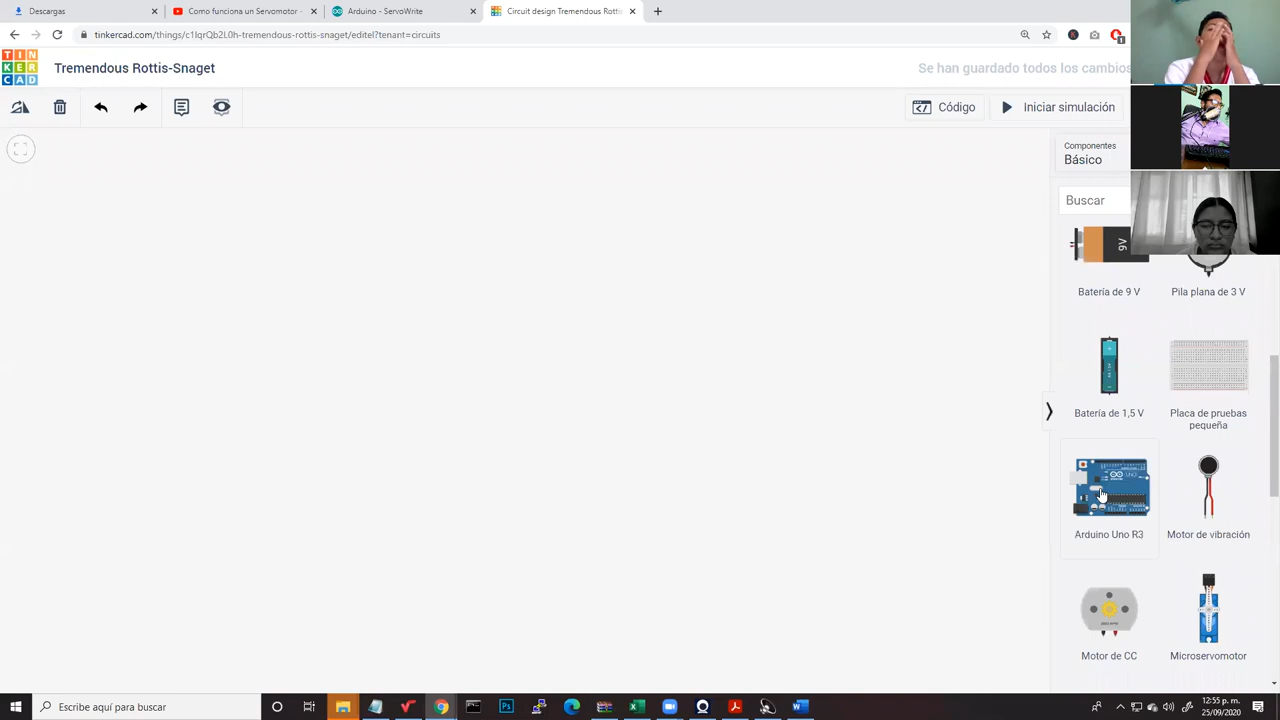 Descargas
Como funciona un Servomotor -
Arduino - ServoWrite
Circuit design Tremendous Rottis
tinkercad.com/things/c1lqrQb2L0h-tremendous-rottis-snaget/editel?tenant=circuits
TIN
KER
CAD
Tremendous Rottis-Snaget
Se han guardado todos los cambios
Código
Iniciar simulación
Componentes
Básico
Buscar
9V
Batería de 9 V
Pila plana de 3 V
Batería de 1,5 V
Placa de pruebas
pequeña
Arduino Uno R3
Motor de vibración
Motor de CC
Microservomotor
Escribe aquí para buscar
12:55 p. m.
25/09/2020